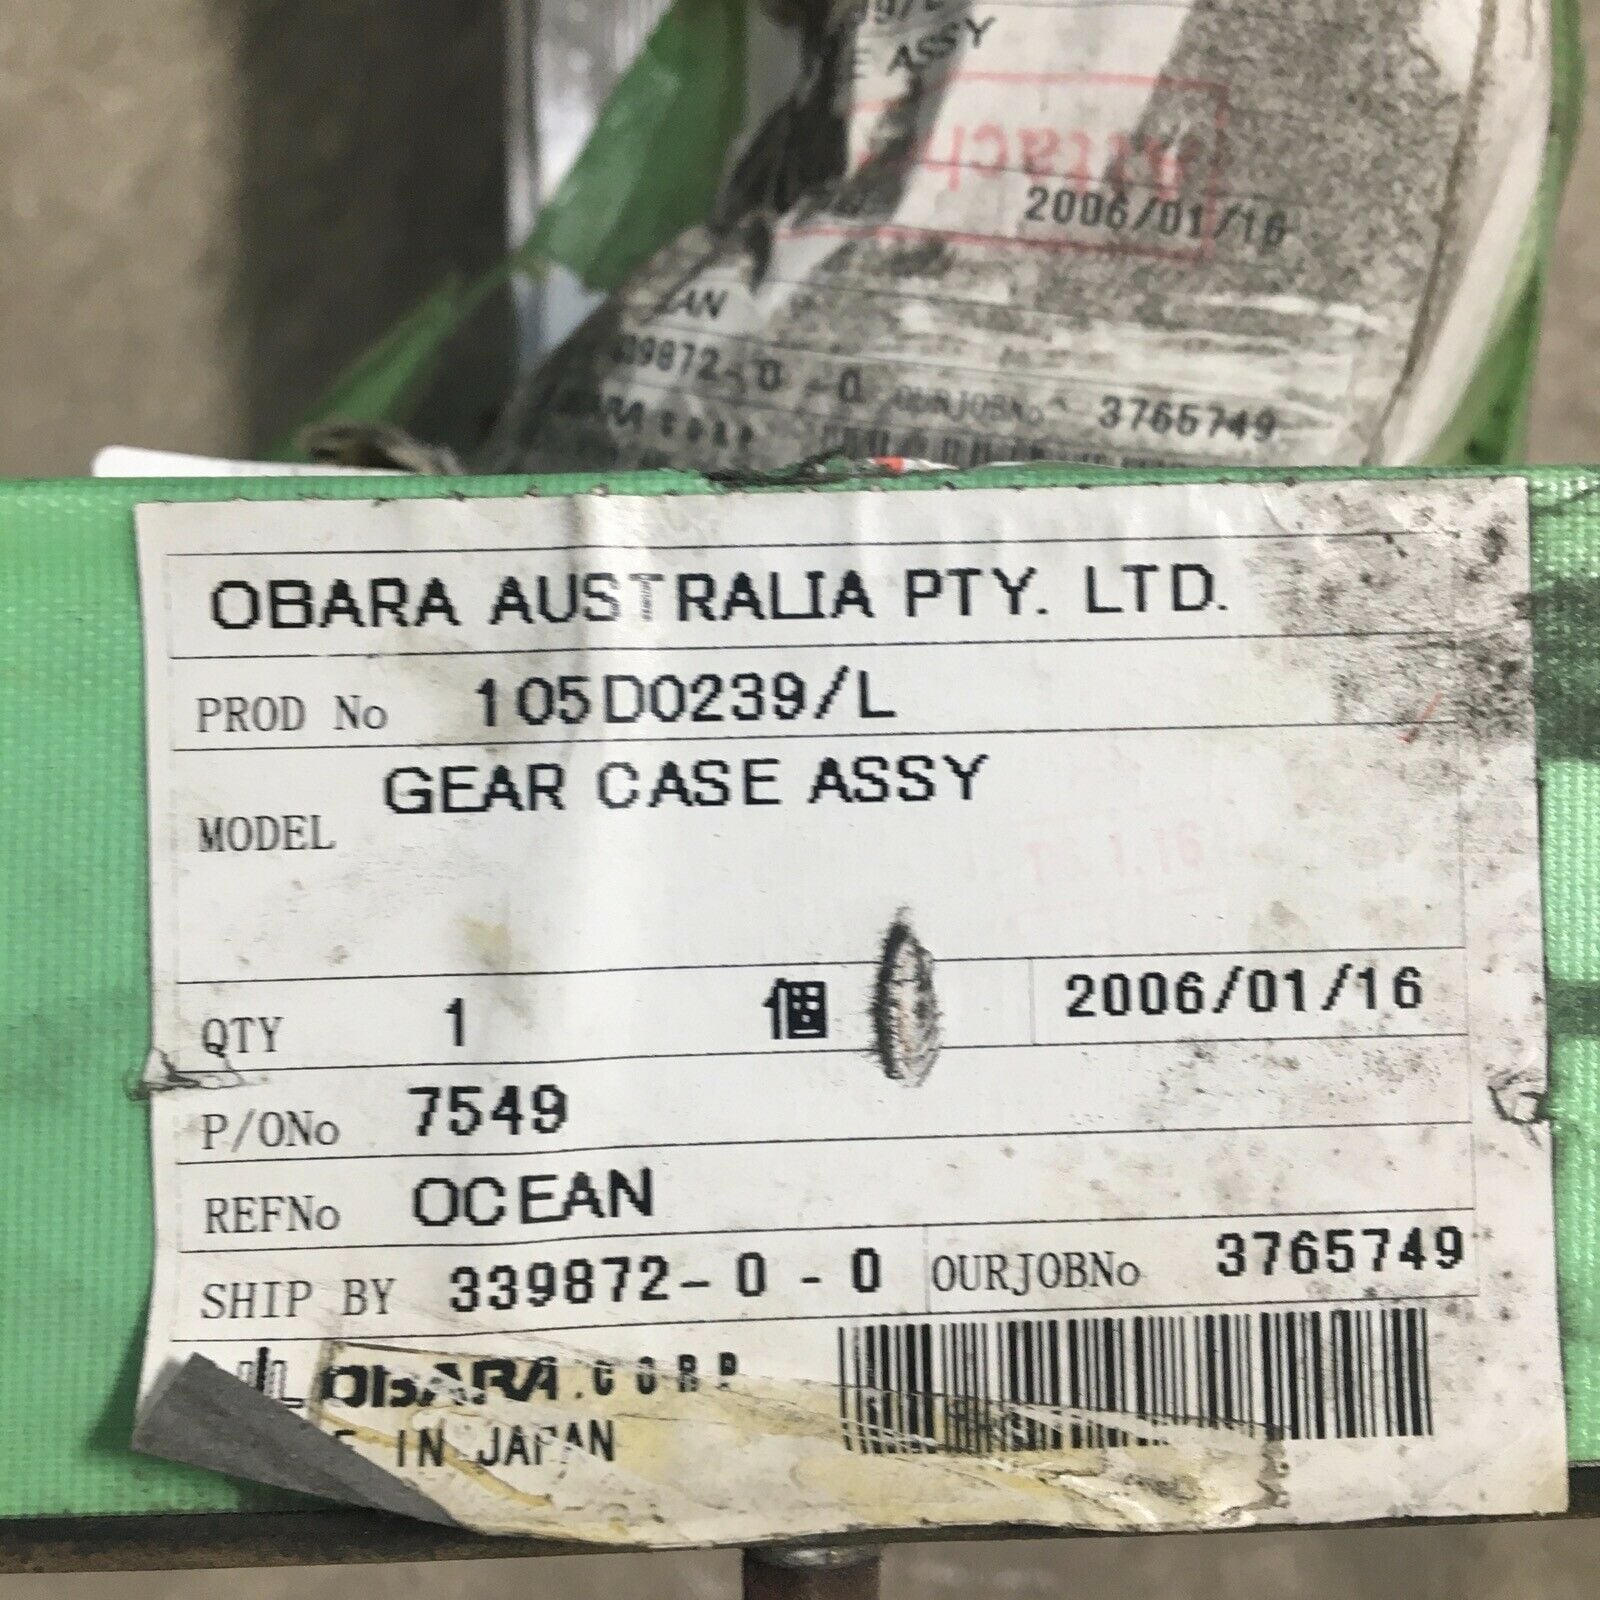 ASSY
2006/01/16
339872-0-0 OURJOBNo 3765749
OBARA AUSTRALIA PTY. LTD.
PROD No 105D0239/L
MODEL GEAR CASE ASSY
QTY 1 個 2006/01/16
P/ONo 7549
REFNo OCEAN
SHIP BY 339872-0-0 OURJOBNo 3765749
OBARA.CORP
IN JAPAN